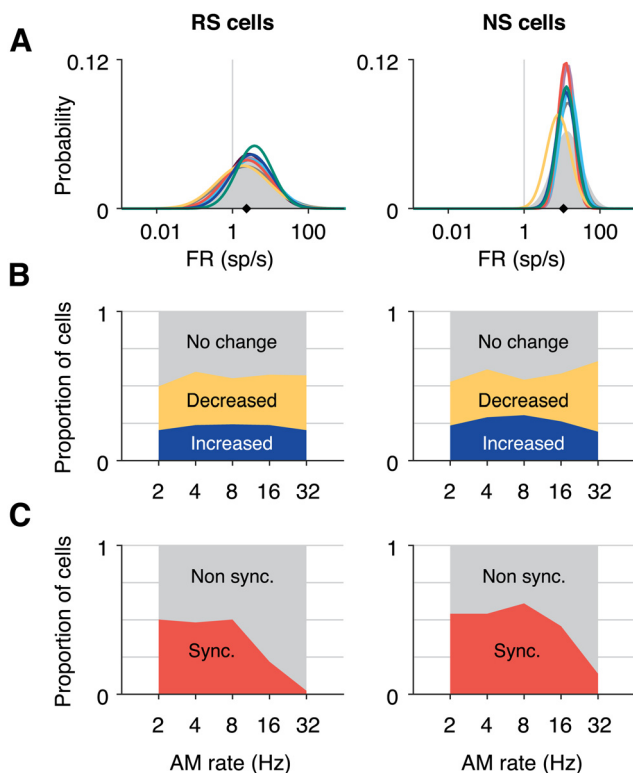 RS cells
NS cells
A
Probability
0.12
0
0.01
1
100
FR (sp/s)
0.12
0
0.01
1
100
FR (sp/s)
B
Proportion of cells
1
0
No change
Decreased
Increased
2 4 8 16 32
1
0
No change
Decreased
Increased
2 4 8 16 32
C
Proportion of cells
1
0
Non sync.
Sync.
2 4 8 16 32
AM rate (Hz)
1
0
Non sync.
Sync.
2 4 8 16 32
AM rate (Hz)